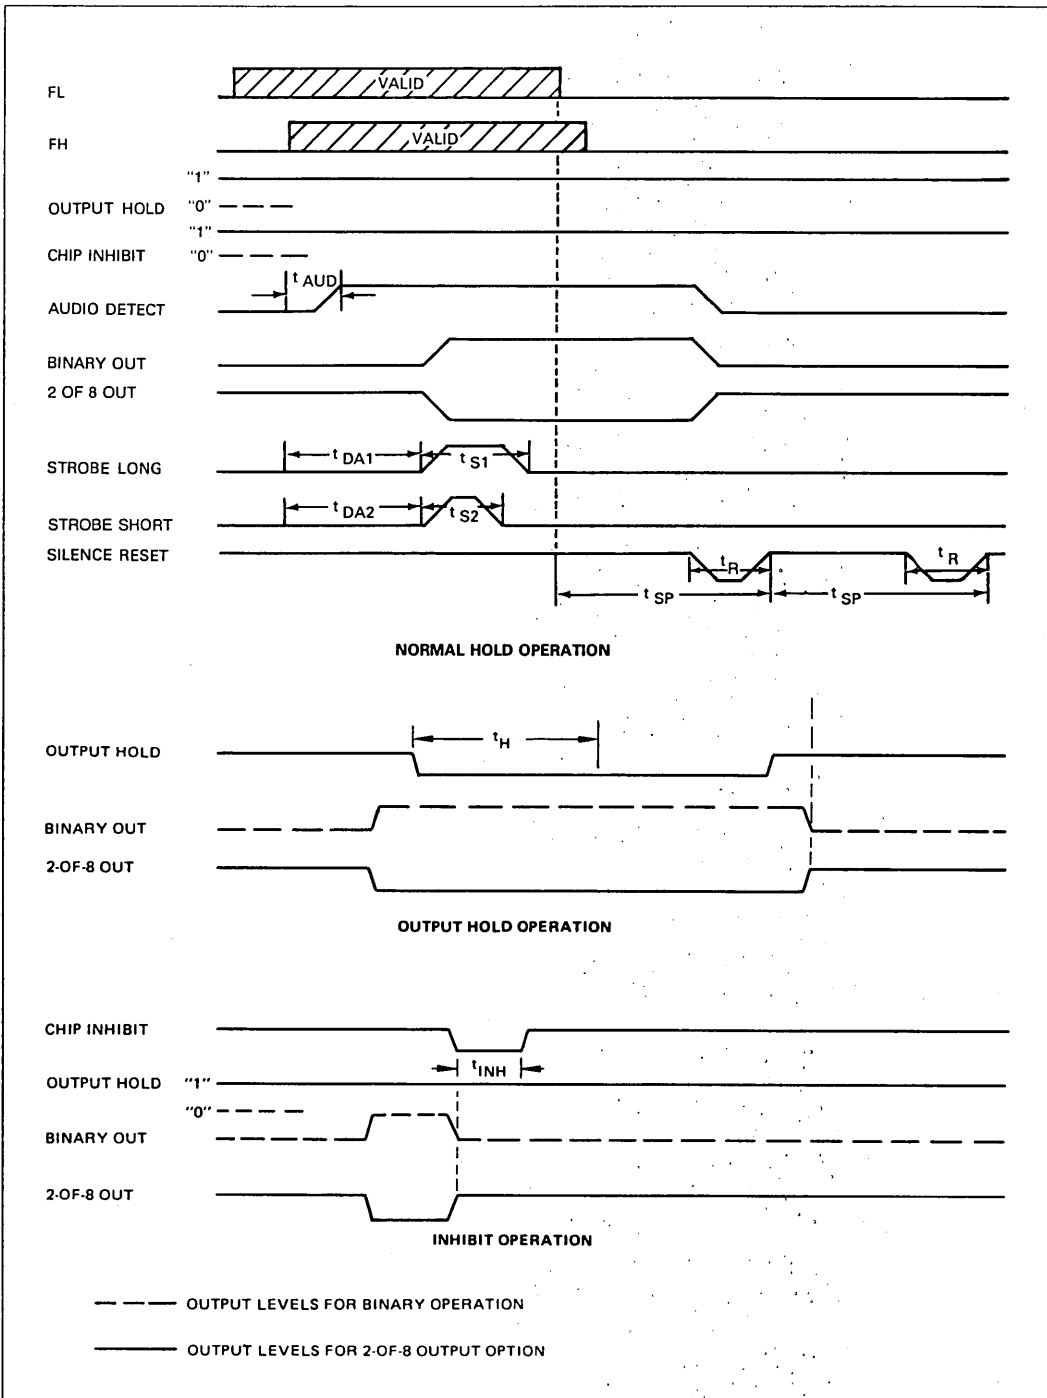 FL VALID
FH VALID
"1"
OUTPUT HOLD "0"
"1"
CHIP INHIBIT "0"
t AUD
AUDIO DETECT
BINARY OUT
2 OF 8 OUT
STROBE LONG t DA1 t S1
STROBE SHORT t DA2 t S2
SILENCE RESET t R t R
t SP t SP
NORMAL HOLD OPERATION
OUTPUT HOLD t H
BINARY OUT
2-OF-8 OUT
OUTPUT HOLD OPERATION
CHIP INHIBIT
t INH
OUTPUT HOLD "1"
"0"
BINARY OUT
2-OF-8 OUT
INHIBIT OPERATION
OUTPUT LEVELS FOR BINARY OPERATION
OUTPUT LEVELS FOR 2-OF-8 OUTPUT OPTION